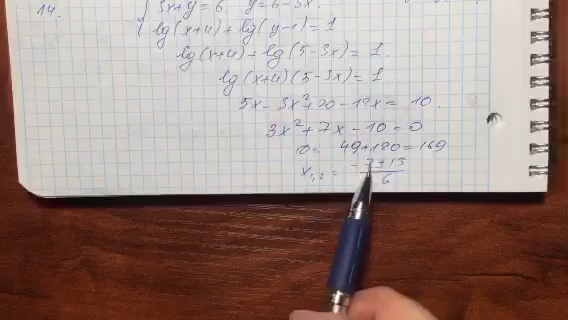 14. 3x+y=6 y=6-3x.
lg(x+4)+lg(y-1)=1
lg(x+4)+lg(5-3x)=1.
lg(x+4)(5-3x)=1
5x-3x²+20-12x=10.
3x²+7x-10=0
D= 49+120=169
x₁,₂= (-7±13)/6